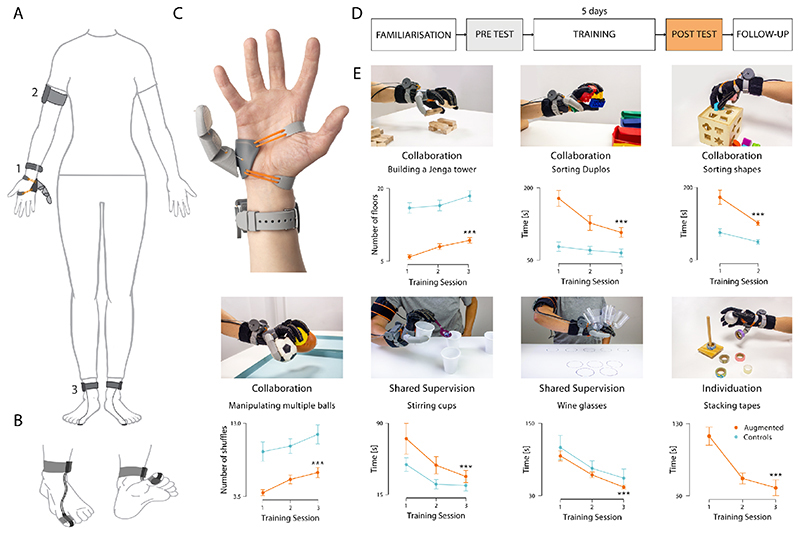 A
B
C
D
E
1
2
3
5 days
FAMILIARISATION
PRE TEST
TRAINING
POST TEST
FOLLOW-UP
Collaboration
Building a Jenga tower
Number of floors
20
5
***
1 2 3
Training Session
Collaboration
Sorting Duplos
Time [s]
200
50
***
1 2 3
Training Session
Collaboration
Sorting shapes
Time [s]
200
0
***
1 2
Training Session
Collaboration
Manipulating multiple balls
Number of shuffles
11.0
3.5
***
1 2 3
Training Session
Shared Supervision
Stirring cups
Time [s]
90
15
***
1 2 3
Training Session
Shared Supervision
Wine glasses
Time [s]
150
30
***
1 2 3
Training Session
Individuation
Stacking tapes
Time [s]
130
50
Augmented
Controls
***
1 2 3
Training Session